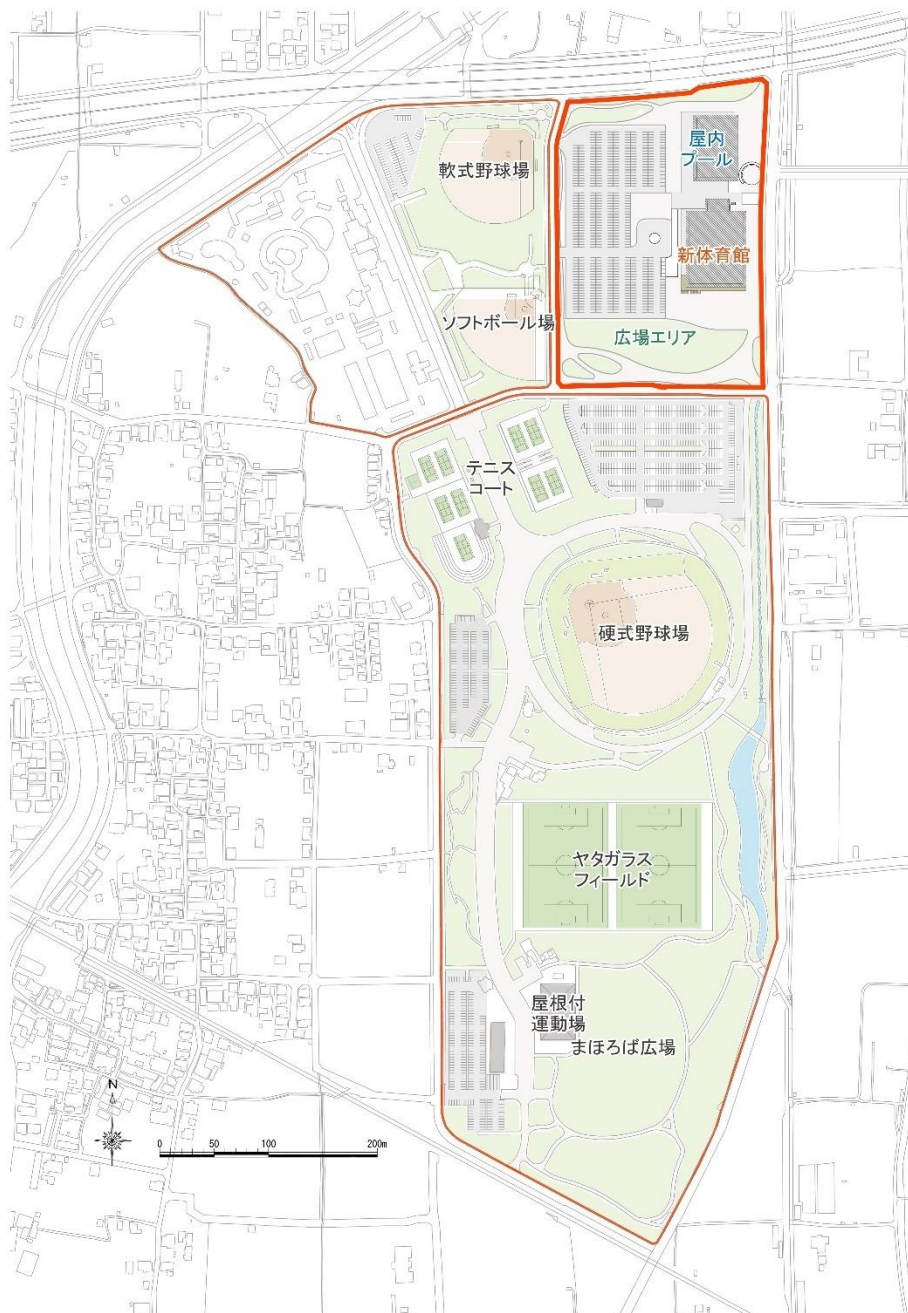 屋内
プール
軟式野球場
新体育館
ソフトボール場
広場エリア
テニス
コート
硬式野球場
ヤタガラス
フィールド
屋根付
運動場
まほろば広場
N
0 50 100 200m